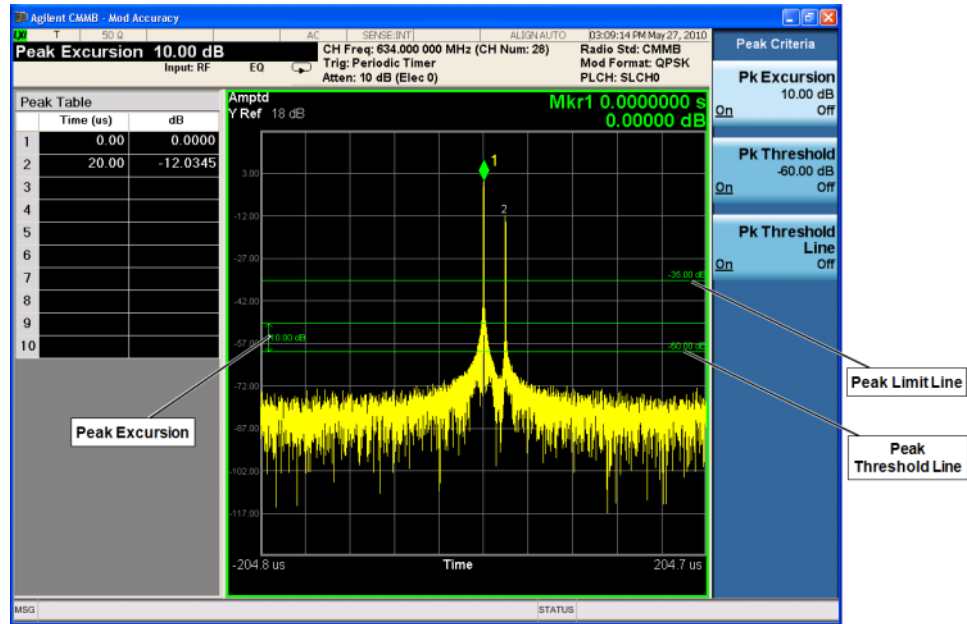 Agilent CMMB - Mod Accuracy
LXI T 50 Ω AC SENSE:INT ALIGN AUTO 03:09:14 PM May 27, 2010
Peak Excursion 10.00 dB
Input: RF EQ
CH Freq: 634.000 000 MHz (CH Num: 28)
Trig: Periodic Timer
Atten: 10 dB (Elec 0)
Radio Std: CMMB
Mod Format: QPSK
PLCH: SLCH0
Peak Table
Time (us) dB
1 0.00 0.0000
2 20.00 -12.0345
3
4
5
6
7
8
9
10
Amptd
Y Ref 18 dB
Mkr1 0.0000000 s
0.00000 dB
1
2
3.00
-12.00
-27.00
-35.00 dB
-42.00
10.00 dB
-57.00
-60.00 dB
-72.00
-87.00
-102.00
-117.00
-204.8 us Time 204.7 us
Peak Criteria
Pk Excursion
10.00 dB
On Off
Pk Threshold
-60.00 dB
On Off
Pk Threshold
Line
On Off
Peak Excursion
Peak Limit Line
Peak
Threshold Line
MSG STATUS